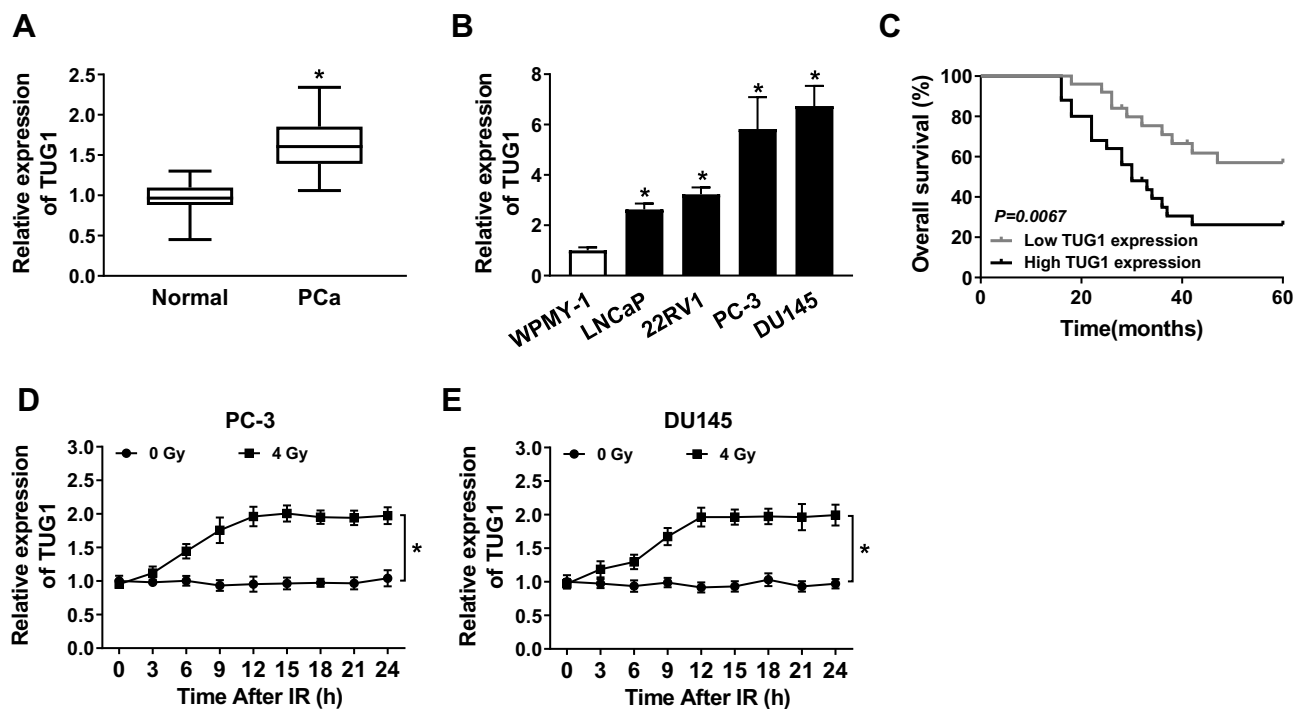 A
Relative expression
of TUG1
2.5
2.0
1.5
1.0
0.5
0.0
*
Normal
PCa
B
Relative expression
of TUG1
8
6
4
2
0
*
*
*
*
WPMY-1
LNCaP
22RV1
PC-3
DU145
C
Overall survival (%)
100
80
60
40
20
0
P=0.0067
Low TUG1 expression
High TUG1 expression
0
20
40
60
Time(months)
D
PC-3
Relative expression
of TUG1
3.0
2.5
2.0
1.5
1.0
0.5
0.0
0 Gy
4 Gy
*
0 3 6 9 12 15 18 21 24
Time After IR (h)
E
DU145
Relative expression
of TUG1
3.0
2.5
2.0
1.5
1.0
0.5
0.0
0 Gy
4 Gy
*
0 3 6 9 12 15 18 21 24
Time After IR (h)